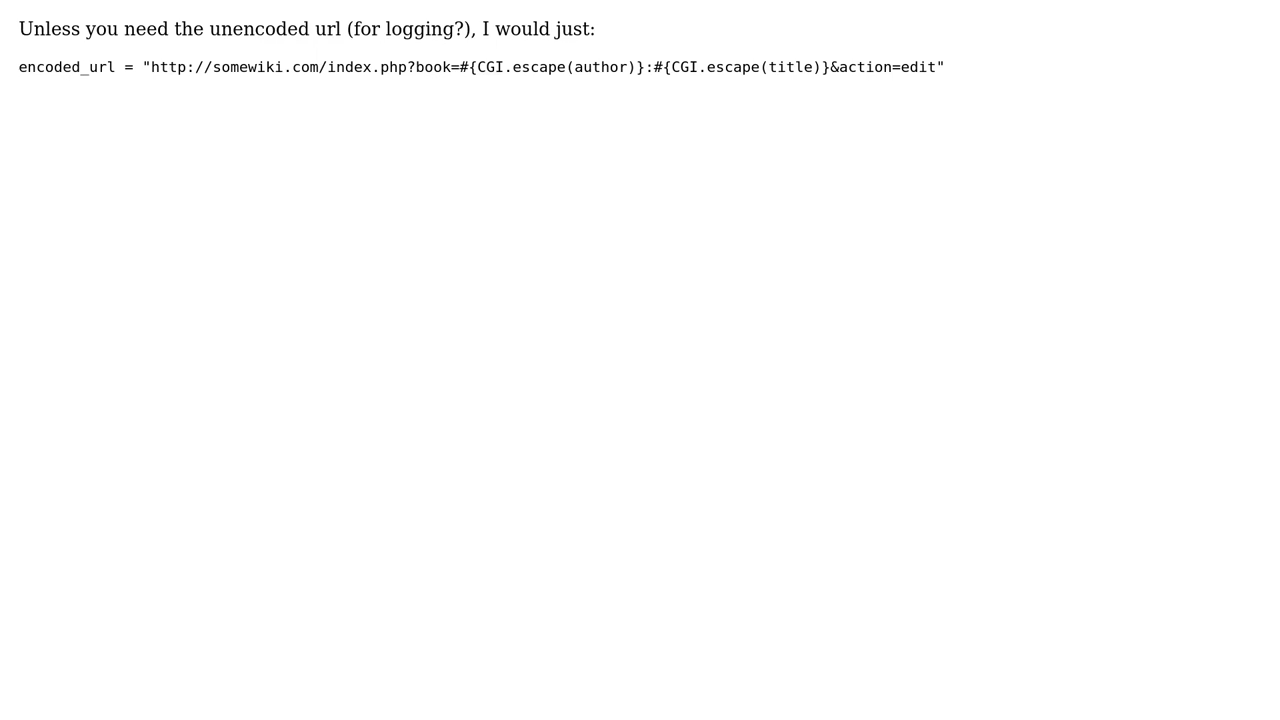 Unless you need the unencoded url (for logging?), I would just:
encoded_url = "http://somewiki.com/index.php?book=#{CGI.escape(author)}:#{CGI.escape(title)}&action=edit"